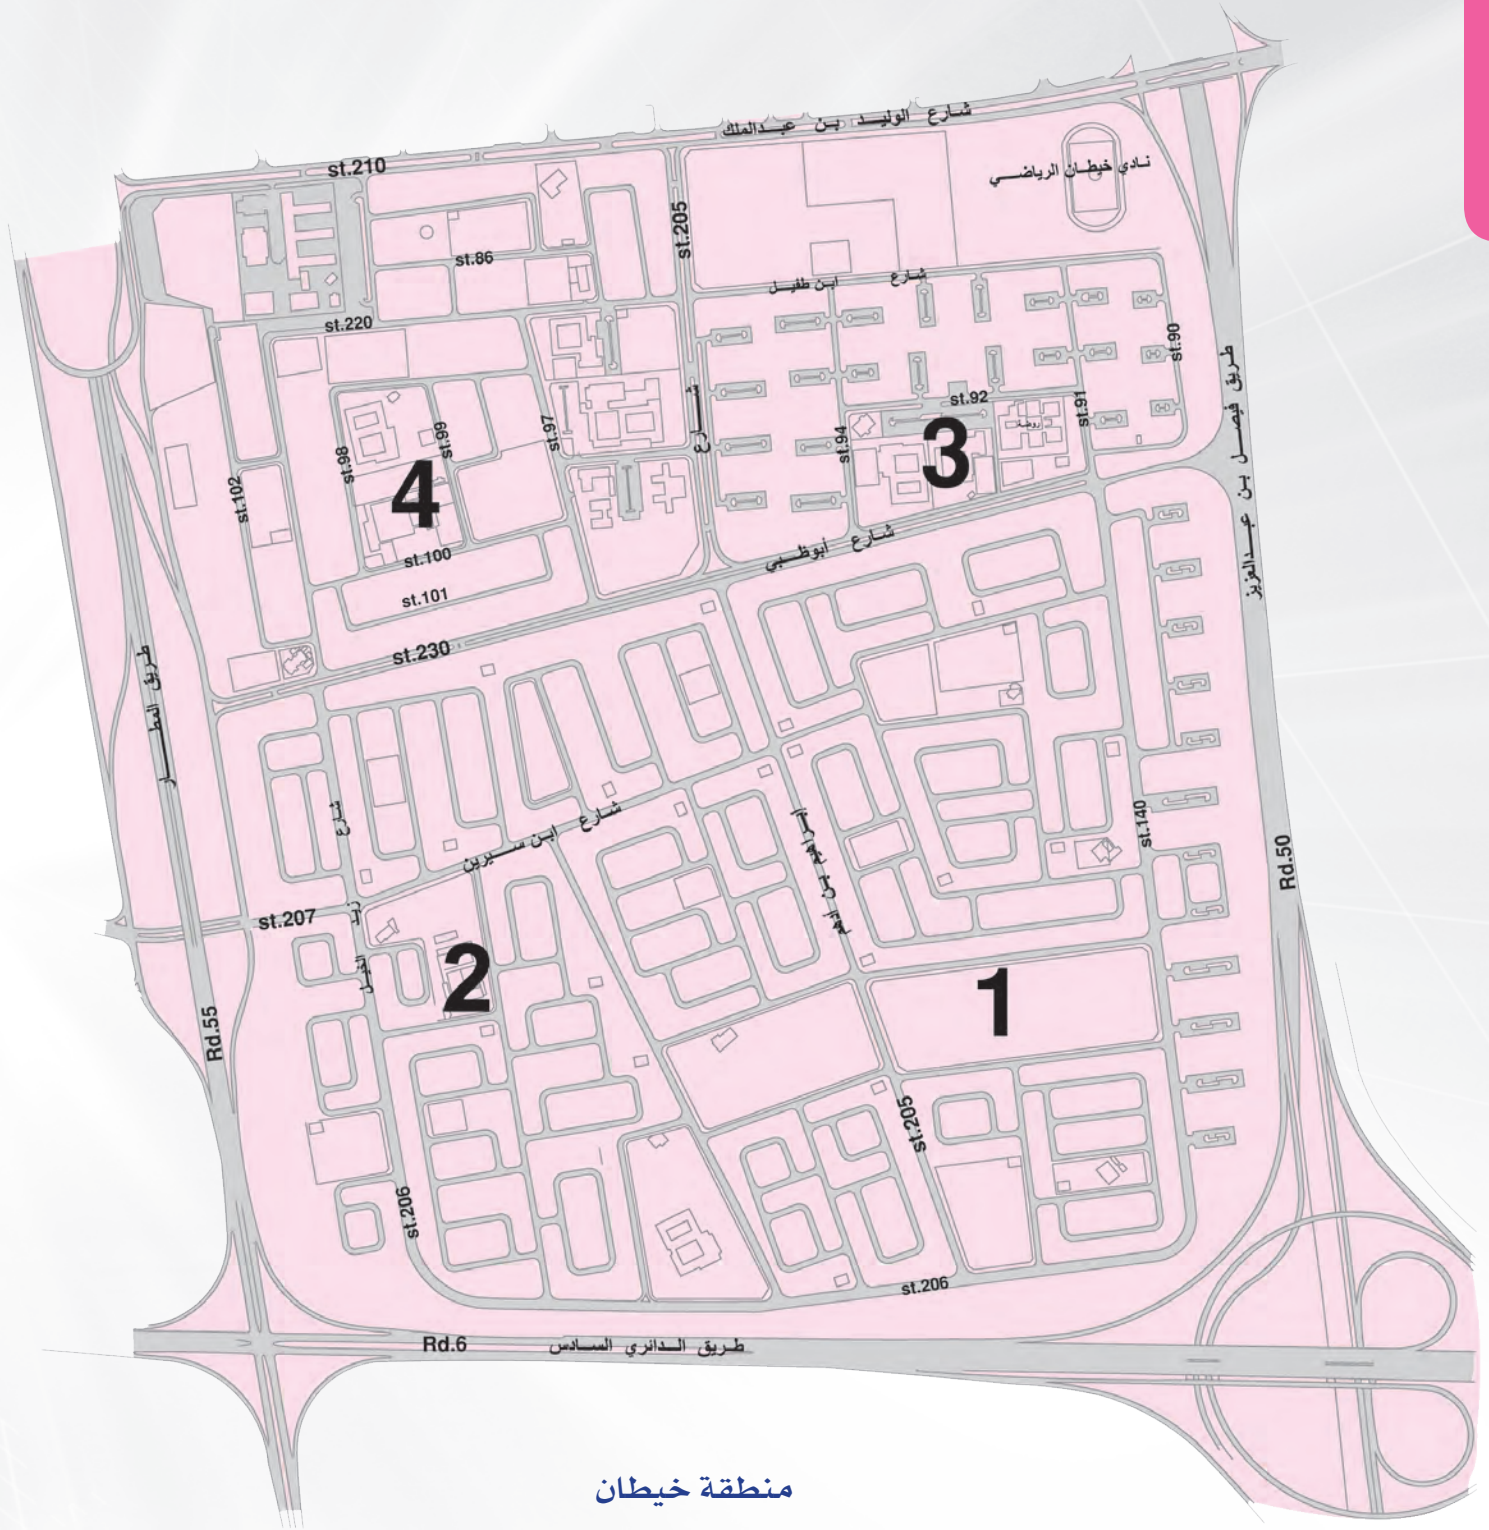 شارع الوليد بن عبدالملك
st.210
نادي خيطان الرياضي
st.205
st.86
شارع ابن طفيل
st.220
st.90
طريق فيصل بن عبدالعزيز
شارع
st.92
st.91
روضة
st.97
st.99
st.98
st.94
3
4
st.102
شارع أبوظبي
st.100
st.101
st.230
طريق المطار
شارع
زيد
الخيل
شارع ابن سيرين
st.140
Rd.50
st.207
2
1
Rd.55
st.205
st.206
st.206
Rd.6
طريق الدائري السادس
منطقة خيطان